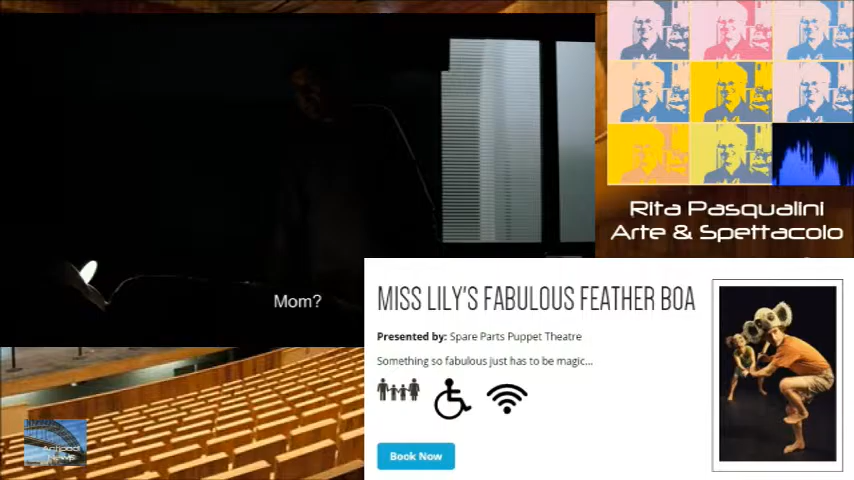 Mom?
Rita Pasqualini
Arte & Spettacolo
MISS LILY'S FABULOUS FEATHER BOA
Presented by: Spare Parts Puppet Theatre
Something so fabulous just has to be magic...
Book Now
News